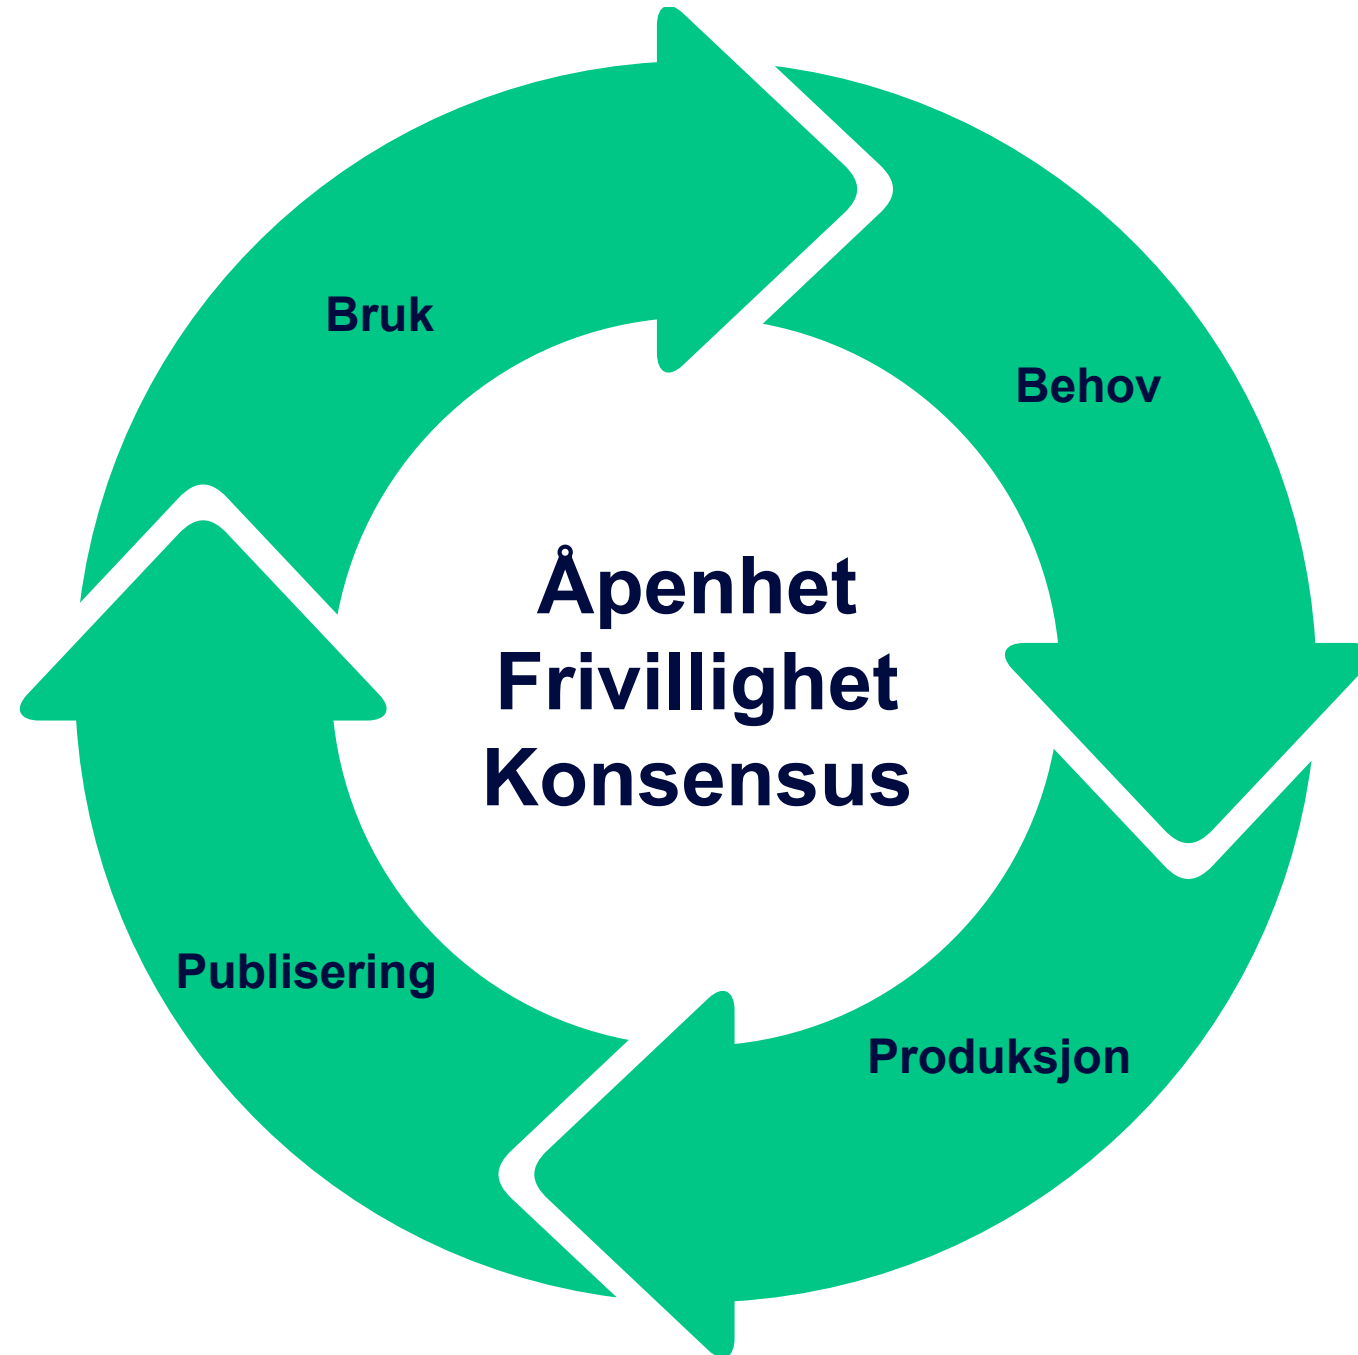 Bruk
Behov
Åpenhet
Frivillighet
Konsensus
Publisering
Produksjon